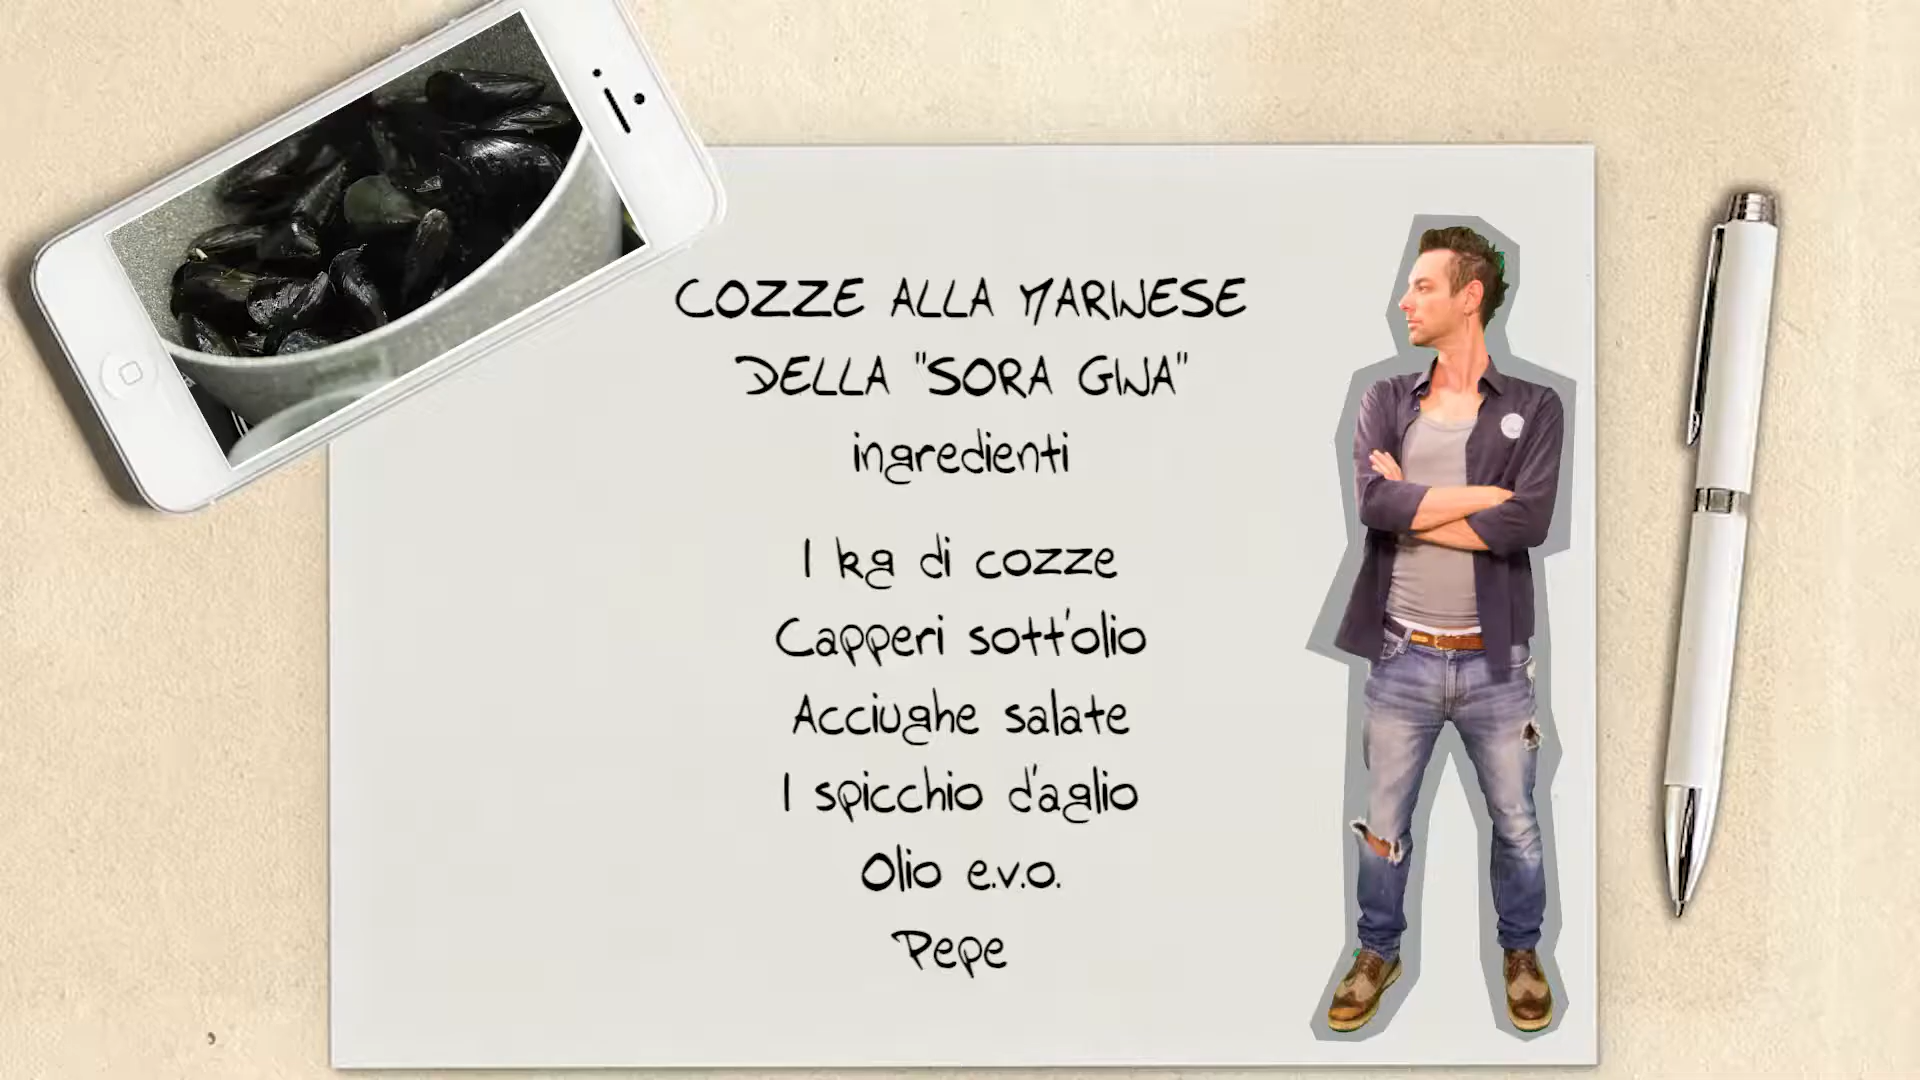 COZZE ALLA MARINESE
DELLA "SORA GINA"
ingredienti
1 kg di cozze
Capperi sott'olio
Acciughe salate
1 spicchio d'aglio
Olio e.v.o.
Pepe